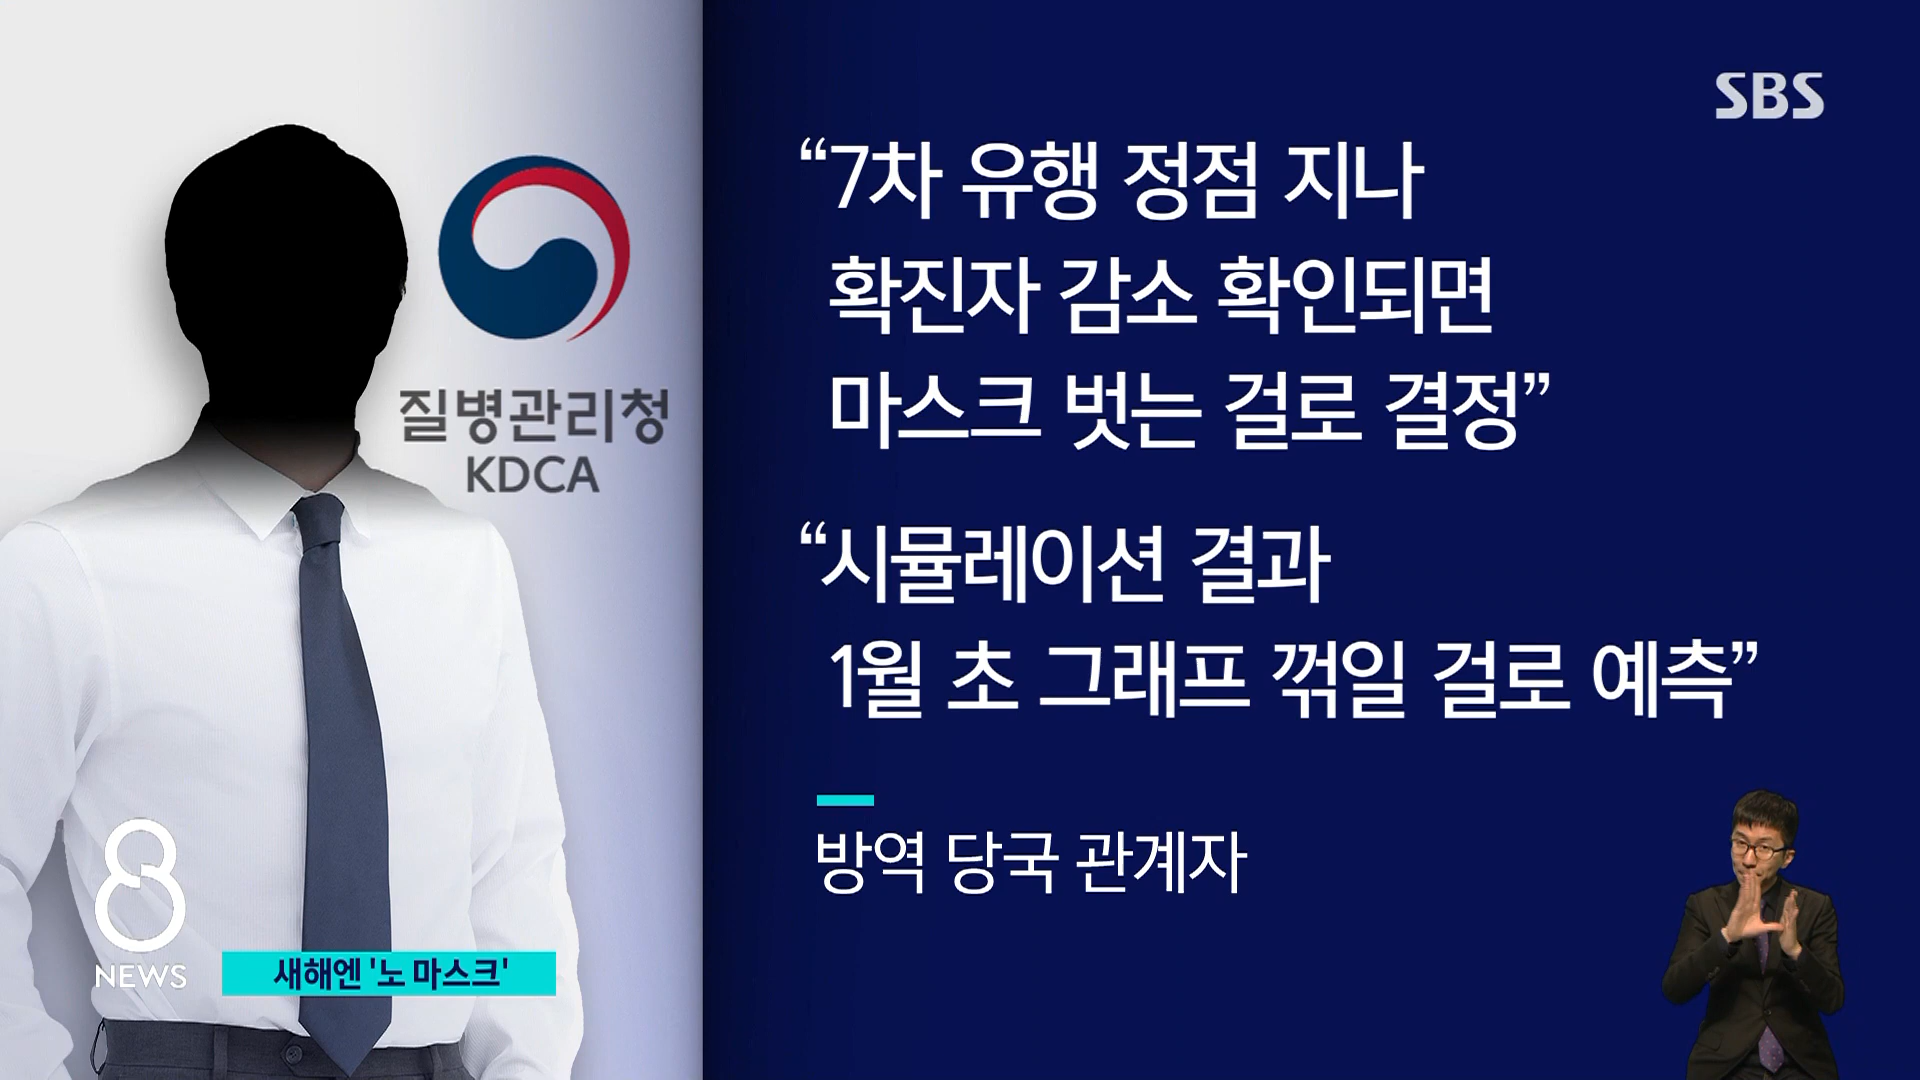 SBS
“7차 유행 정점 지나
확진자 감소 확인되면
마스크 벗는 걸로 결정”
“시뮬레이션 결과
1월 초 그래프 꺾일 걸로 예측”
방역 당국 관계자
질병관리청
KDCA
8
NEWS
새해엔 '노 마스크'